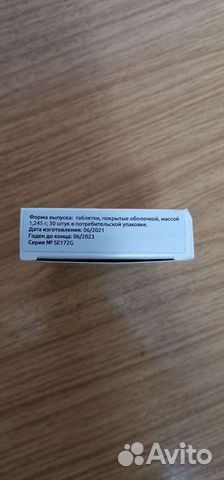 Форма выпуска: таблетки, покрытые оболочкой, массой
1,245 г; 30 штук в потребительской упаковке.
Дата изготовления: 06/2021
Годен до конца: 06/2023
Серия № SE172G
Avito